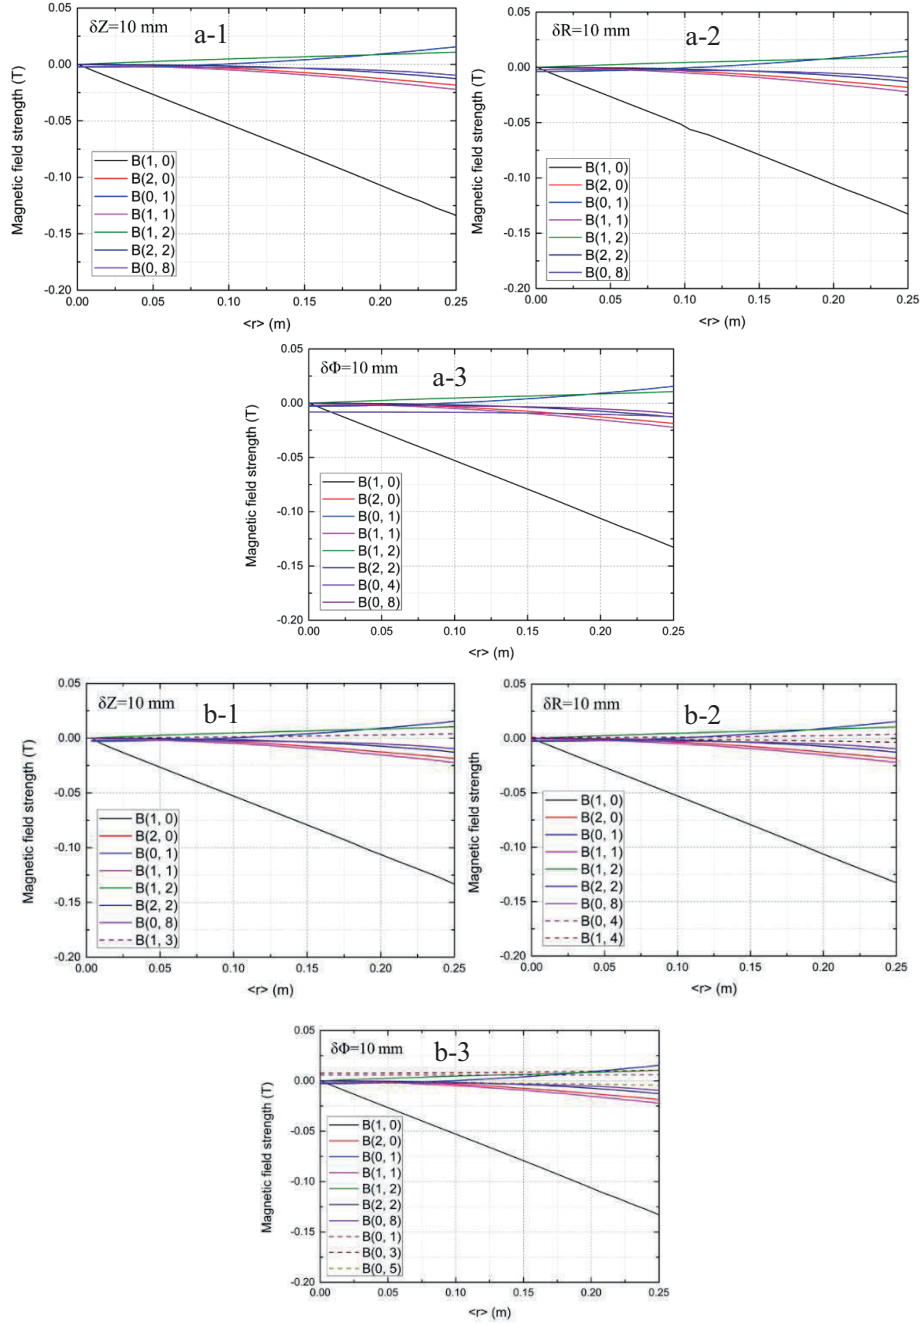 δZ=10 mm
a-1
Magnetic field strength (T)
0.05
0.00
-0.05
-0.10
-0.15
-0.20
B(1, 0)
B(2, 0)
B(0, 1)
B(1, 1)
B(1, 2)
B(2, 2)
B(0, 8)
0.00 0.05 0.10 0.15 0.20 0.25
<r> (m)
δR=10 mm
a-2
Magnetic field strength (T)
0.05
0.00
-0.05
-0.10
-0.15
-0.20
B(1, 0)
B(2, 0)
B(0, 1)
B(1, 1)
B(1, 2)
B(2, 2)
B(0, 8)
0.00 0.05 0.10 0.15 0.20 0.25
<r> (m)
δΦ=10 mm
a-3
Magnetic field strength (T)
0.05
0.00
-0.05
-0.10
-0.15
-0.20
B(1, 0)
B(2, 0)
B(0, 1)
B(1, 1)
B(1, 2)
B(2, 2)
B(0, 4)
B(0, 8)
0.00 0.05 0.10 0.15 0.20 0.25
<r> (m)
δZ=10 mm
b-1
Magnetic field strength (T)
0.05
0.00
-0.05
-0.10
-0.15
-0.20
B(1, 0)
B(2, 0)
B(0, 1)
B(1, 1)
B(1, 2)
B(2, 2)
B(0, 8)
B(1, 3)
0.00 0.05 0.10 0.15 0.20 0.25
<r> (m)
δR=10 mm
b-2
Magnetic field strength
0.05
0.00
-0.05
-0.10
-0.15
-0.20
B(1, 0)
B(2, 0)
B(0, 1)
B(1, 1)
B(1, 2)
B(2, 2)
B(0, 8)
B(0, 4)
B(1, 4)
0.00 0.05 0.10 0.15 0.20 0.25
<r> (m)
δΦ=10 mm
b-3
Magnetic field strength (T)
0.05
0.00
-0.05
-0.10
-0.15
-0.20
B(1, 0)
B(2, 0)
B(0, 1)
B(1, 1)
B(1, 2)
B(2, 2)
B(0, 8)
B(0, 1)
B(0, 3)
B(0, 5)
0.00 0.05 0.10 0.15 0.20 0.25
<r> (m)